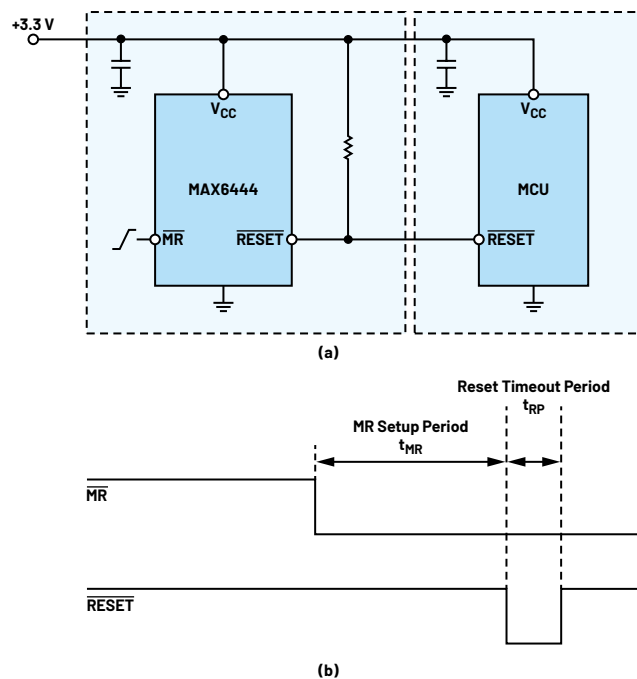 +3.3 V
VCC
VCC
MAX6444
MCU
MR
RESET
RESET
(a)
Reset Timeout Period
tRP
MR Setup Period
tMR
MR
RESET
(b)